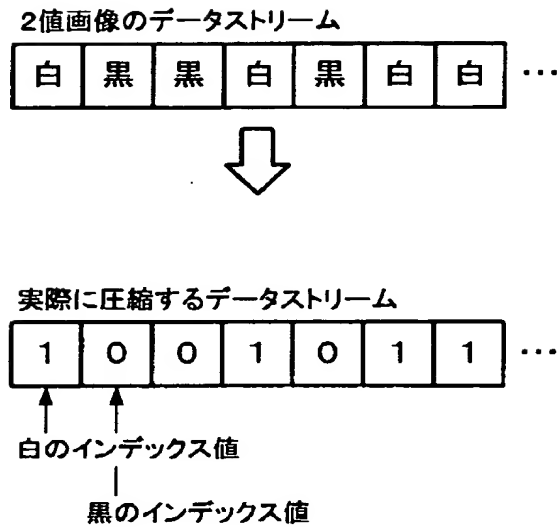 2値画像のデータストリーム
白 黒 黒 白 黒 白 白 …
実際に圧縮するデータストリーム
1 0 0 1 0 1 1 …
白のインデックス値
黒のインデックス値